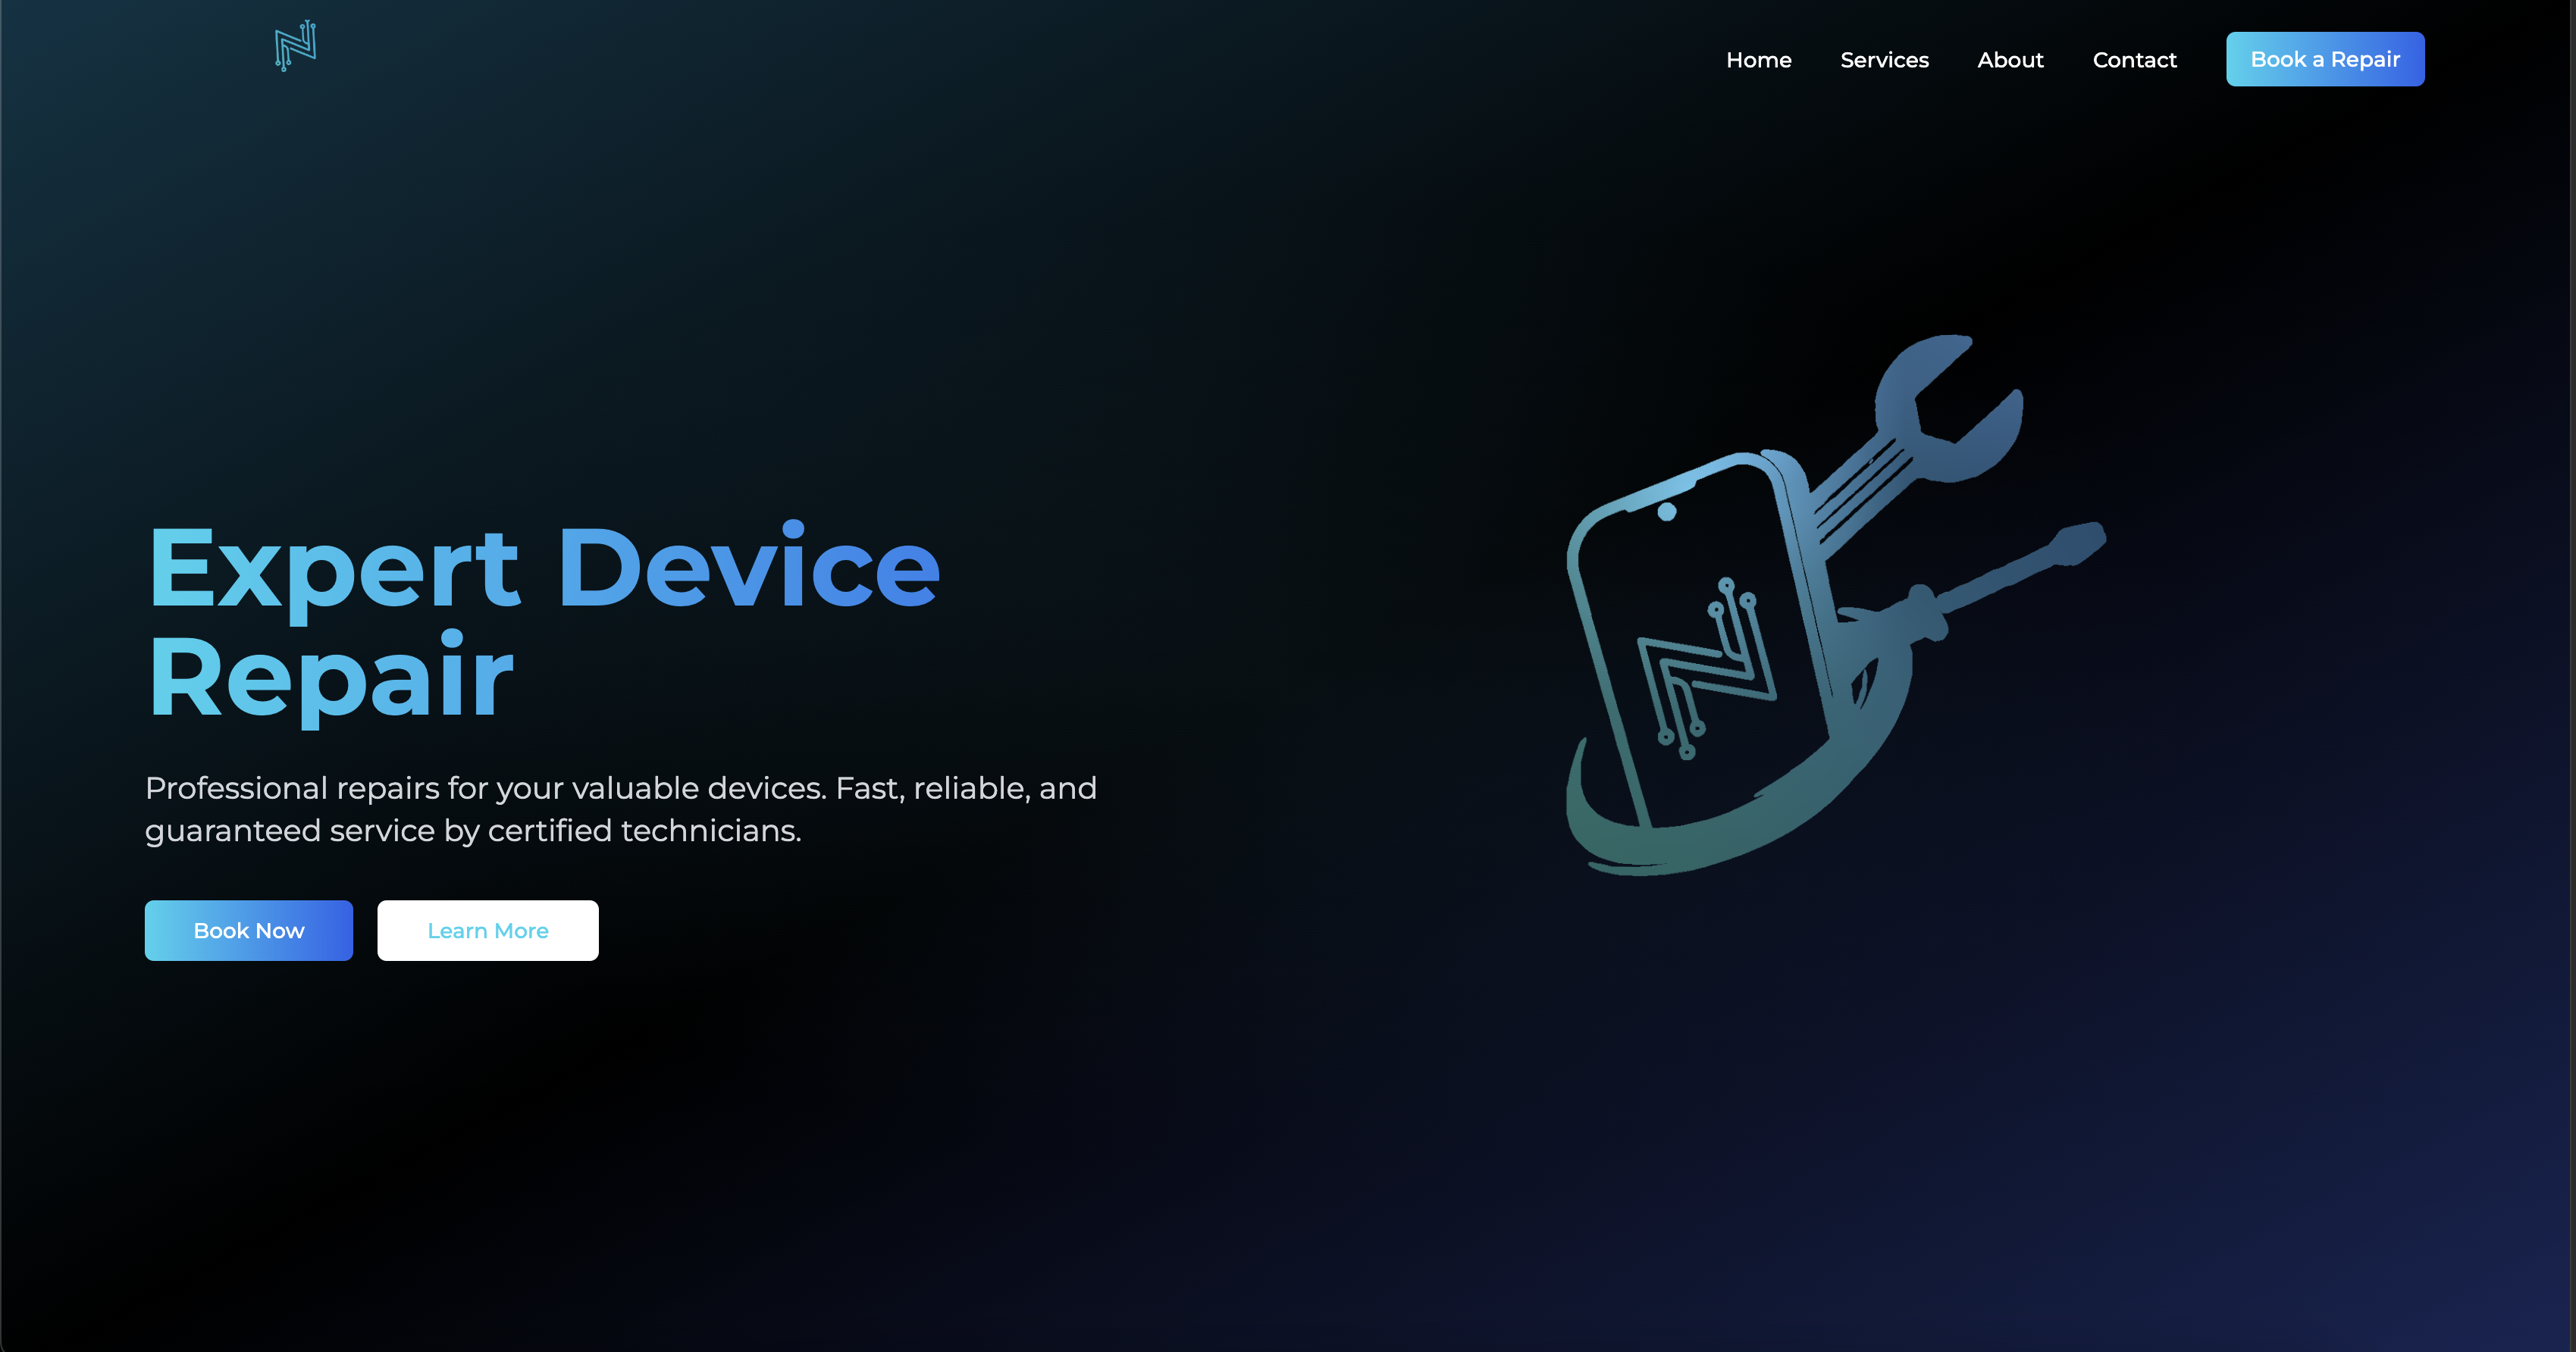 Home
Services
About
Contact
Book a Repair
Expert Device
Repair
Professional repairs for your valuable devices. Fast, reliable, and
guaranteed service by certified technicians.
Book Now
Learn More